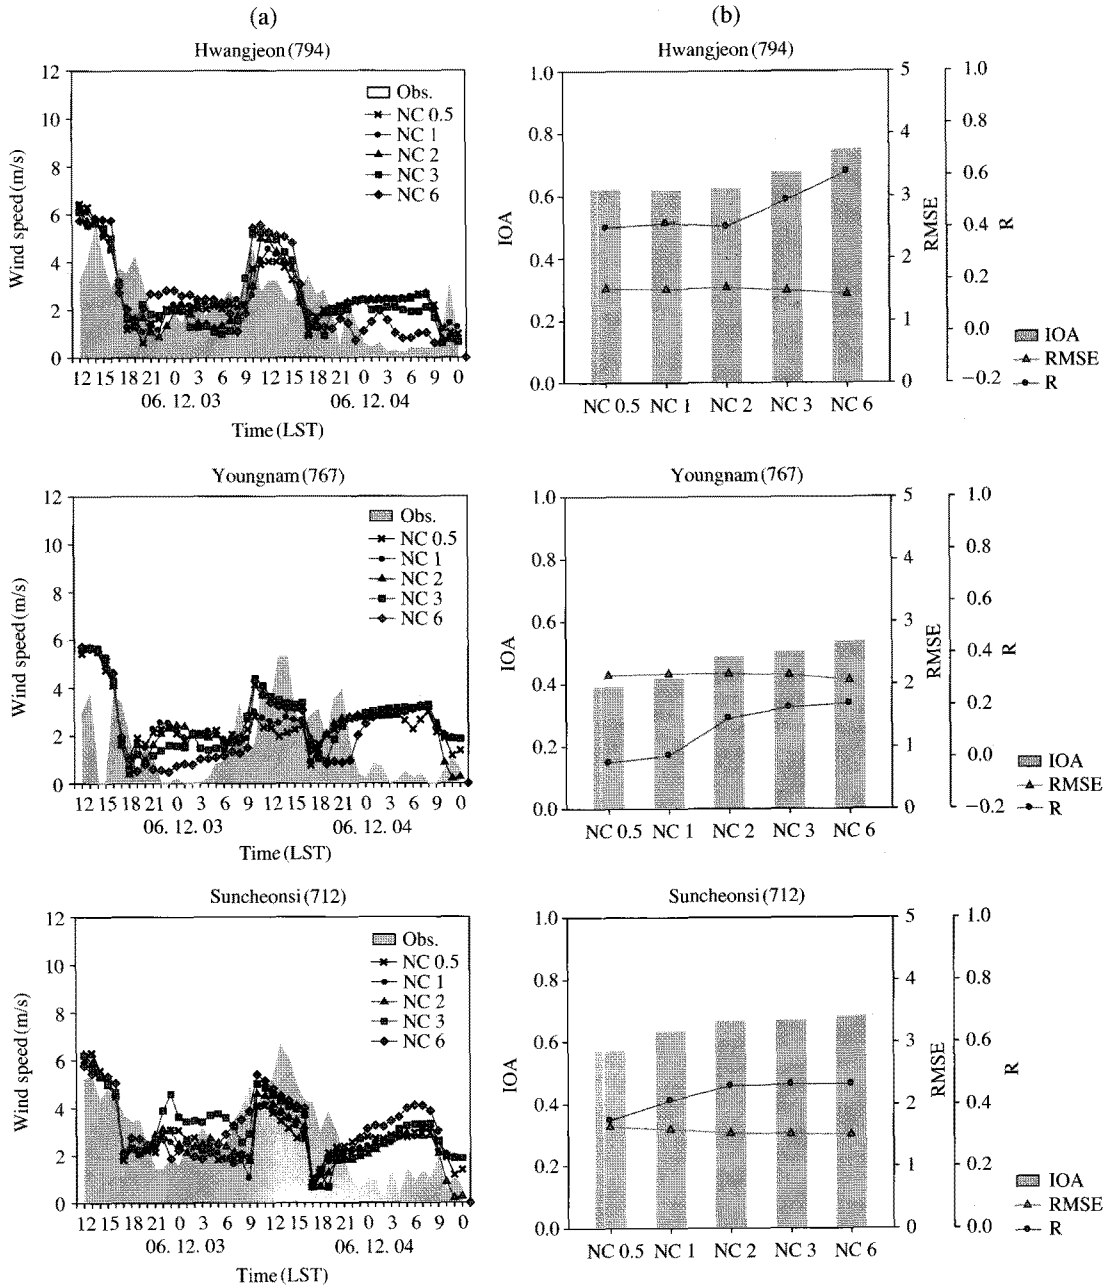 (a)
(b)
Hwangjeon (794)
12
10
8
6
4
2
0
Wind speed (m/s)
Obs.
NC 0.5
NC 1
NC 2
NC 3
NC 6
12 15 18 21 0 3 6 9 12 15 18 21 0 3 6 9 0
06. 12. 03 06. 12. 04
Time (LST)
Hwangjeon (794)
1.0
0.8
0.6
0.4
0.2
0.0
IOA
5
4
3
2
1
0
RMSE
1.0
0.8
0.6
0.4
0.2
0.0
−0.2
R
IOA
RMSE
R
NC 0.5 NC 1 NC 2 NC 3 NC 6
Youngnam (767)
12
10
8
6
4
2
0
Wind speed (m/s)
Obs.
NC 0.5
NC 1
NC 2
NC 3
NC 6
12 15 18 21 0 3 6 9 12 15 18 21 0 3 6 9 0
06. 12. 03 06. 12. 04
Time (LST)
Youngnam (767)
1.0
0.8
0.6
0.4
0.2
0.0
IOA
5
4
3
2
1
0
RMSE
1.0
0.8
0.6
0.4
0.2
0.0
−0.2
R
IOA
RMSE
R
NC 0.5 NC 1 NC 2 NC 3 NC 6
Suncheonsi (712)
12
10
8
6
4
2
0
Wind speed (m/s)
Obs.
NC 0.5
NC 1
NC 2
NC 3
NC 6
12 15 18 21 0 3 6 9 12 15 18 21 0 3 6 9 0
06. 12. 03 06. 12. 04
Time (LST)
Suncheonsi (712)
1.0
0.8
0.6
0.4
0.2
0.0
IOA
5
4
3
2
1
0
RMSE
1.0
0.8
0.6
0.4
0.2
0.0
R
IOA
RMSE
R
NC 0.5 NC 1 NC 2 NC 3 NC 6